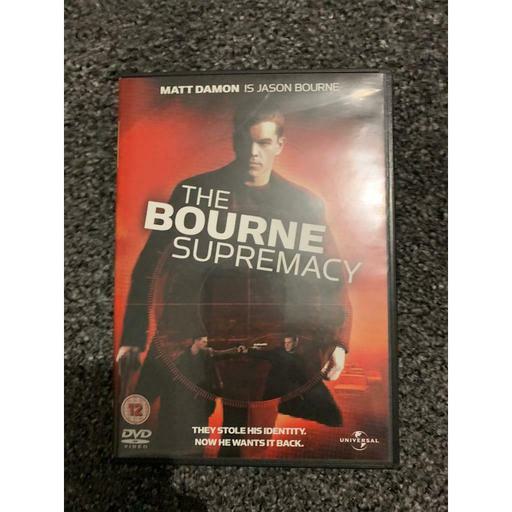 MATT DAMON IS JASON BOURNE
THE
BOURNE
SUPREMACY
12
THEY STOLE HIS IDENTITY.
NOW HE WANTS IT BACK.
DVD
VIDEO
UNIVERSAL